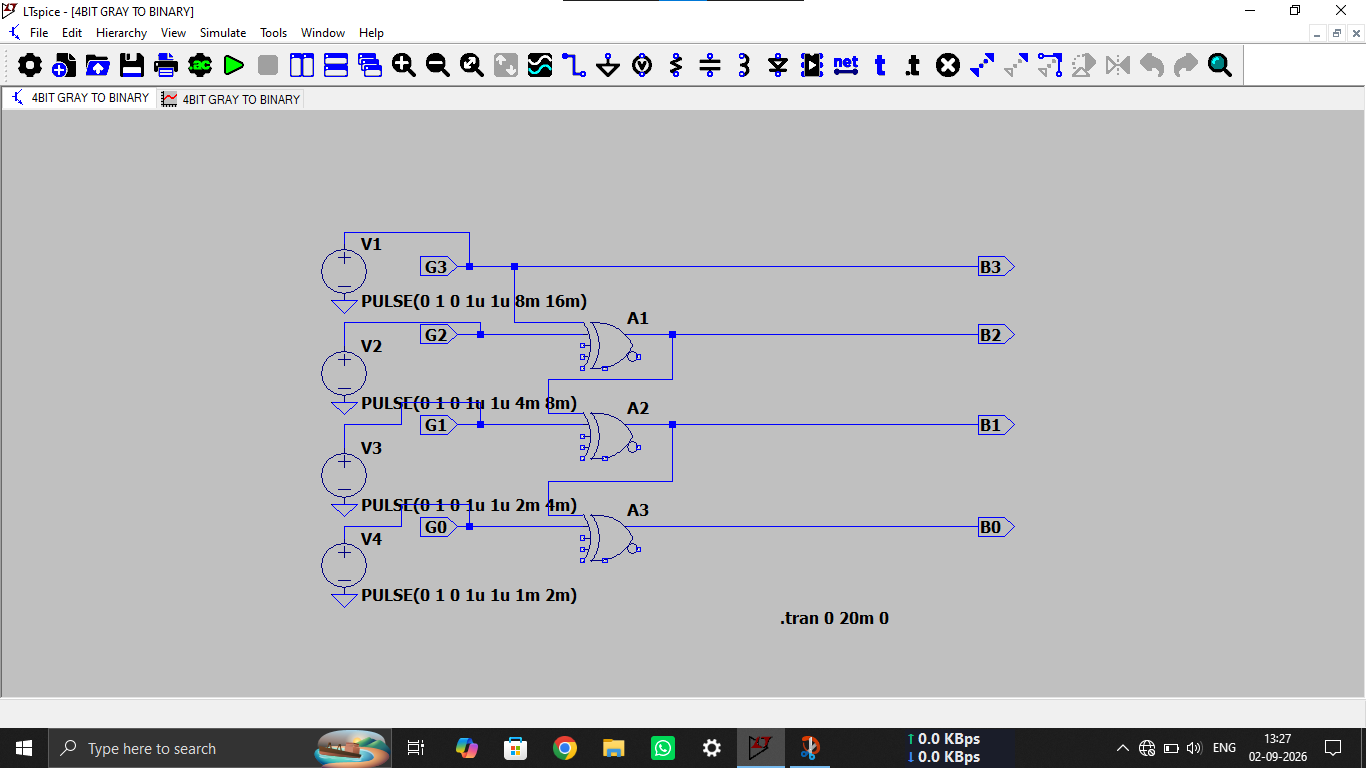 LTspice - [4BIT GRAY TO BINARY]
File Edit Hierarchy View Simulate Tools Window Help
.ac net t .t
4BIT GRAY TO BINARY 4BIT GRAY TO BINARY
V1
G3 B3
PULSE(0 1 0 1u 1u 8m 16m)
A1
G2 B2
V2
PULSE(0 1 0 1u 1u 4m 8m)
A2
G1 B1
V3
PULSE(0 1 0 1u 1u 2m 4m)
A3
G0 B0
V4
PULSE(0 1 0 1u 1u 1m 2m)
.tran 0 20m 0
Type here to search
↑ 0.0 KBps
↓ 0.0 KBps
ENG
13:27
02-09-2026